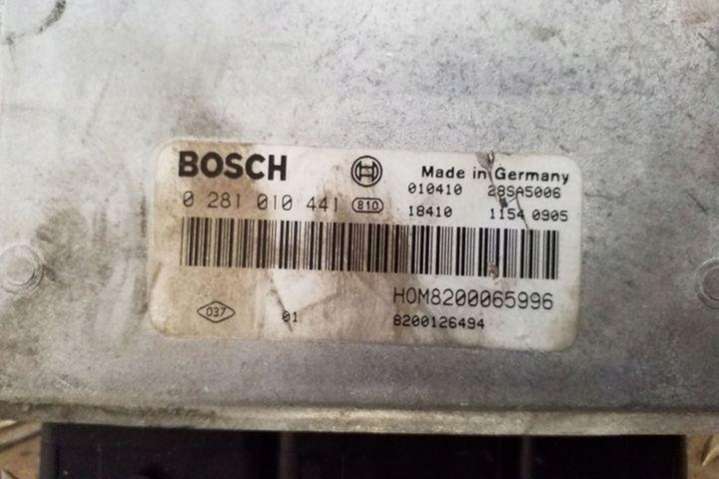 BOSCH
Made in Germany
010410 28SA5006
0 281 010 441 810
18410 1154 0905
HOM8200065996
D37 01 8200126494